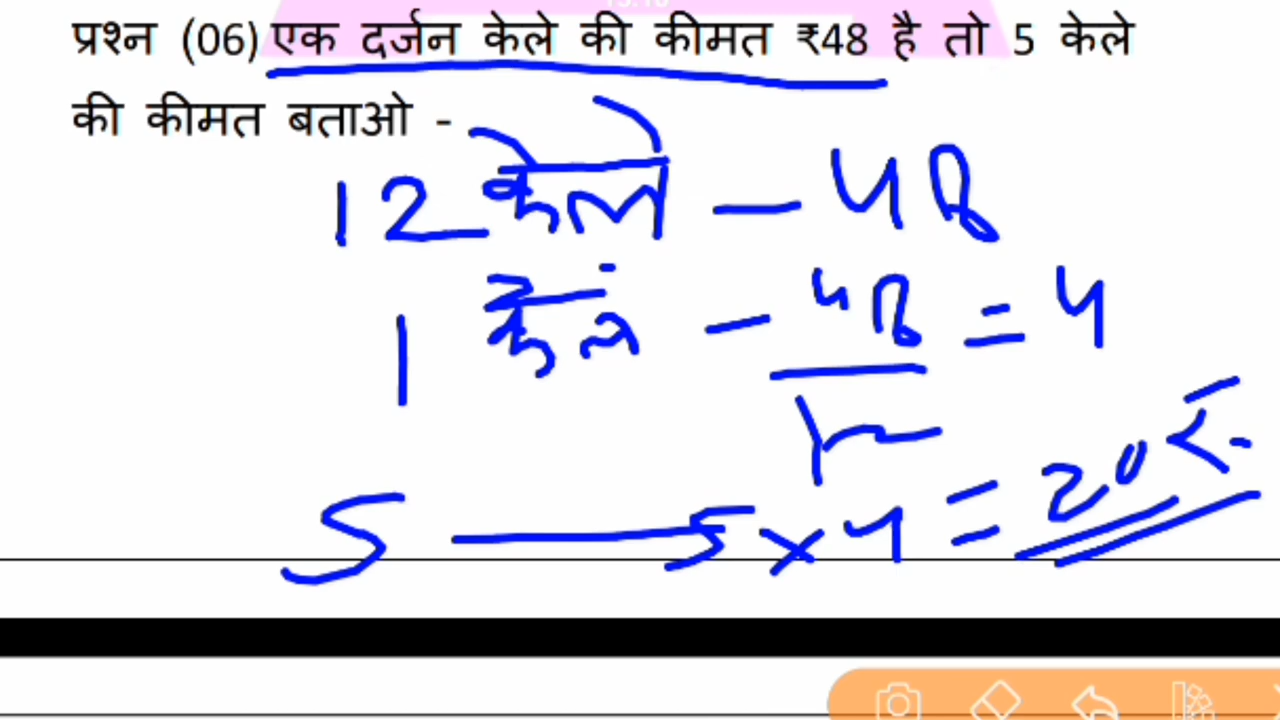 प्रश्न (06) एक दर्जन केले की कीमत ₹48 है तो 5 केले
की कीमत बताओ -
12 केले – 48
1 – 48 = 4
12
5 — 5 × 4 = 20 रु.